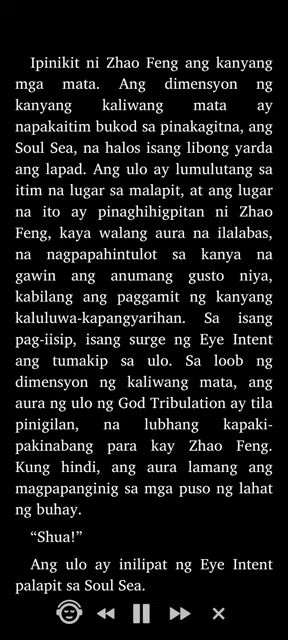 Ipinikit ni Zhao Feng ang kanyang
mga mata. Ang dimensyon ng
kanyang kaliwang mata ay
napakaitim bukod sa pinakagitna, ang
Soul Sea, na halos isang libong yarda
ang lapad. Ang ulo ay lumulutang sa
itim na lugar sa malapit, at ang lugar
na ito ay pinaghihigpitan ni Zhao
Feng, kaya walang aura na ilalabas,
na nagpapahintulot sa kanya na
gawin ang anumang gusto niya,
kabilang ang paggamit ng kanyang
kaluluwa-kapangyarihan. Sa isang
pag-iisip, isang surge ng Eye Intent
ang tumakip sa ulo. Sa loob ng
dimensyon ng kaliwang mata, ang
aura ng ulo ng God Tribulation ay tila
pinigilan, na lubhang kapaki-
pakinabang para kay Zhao Feng.
Kung hindi, ang aura lamang ang
magpapanginig sa mga puso ng lahat
ng buhay.
“Shua!”
Ang ulo ay inilipat ng Eye Intent
palapit sa Soul Sea.